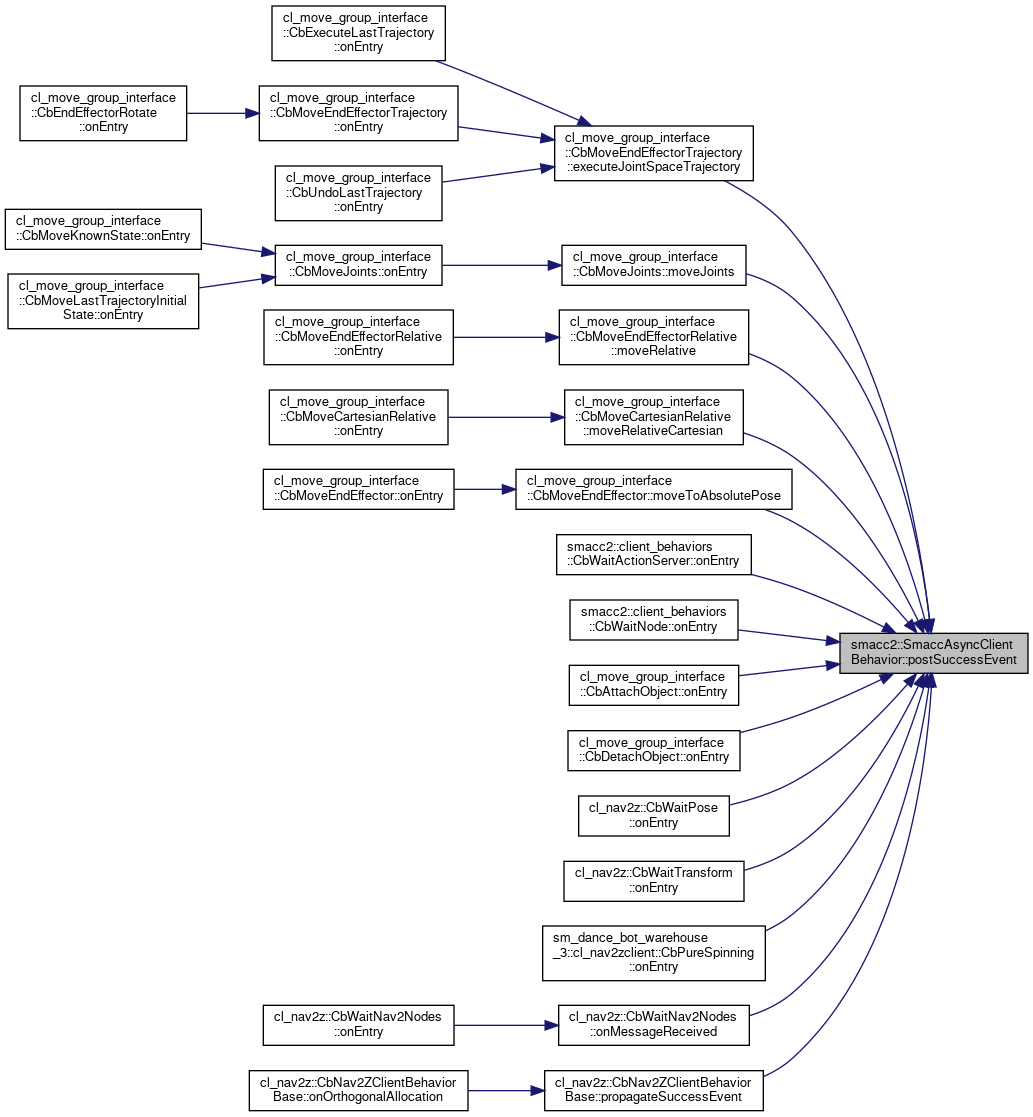 cl_move_group_interface
::CbExecuteLastTrajectory
::onEntry
cl_move_group_interface
::CbEndEffectorRotate
::onEntry
cl_move_group_interface
::CbMoveEndEffectorTrajectory
::onEntry
cl_move_group_interface
::CbMoveEndEffectorTrajectory
::executeJointSpaceTrajectory
cl_move_group_interface
::CbUndoLastTrajectory
::onEntry
cl_move_group_interface
::CbMoveKnownState::onEntry
cl_move_group_interface
::CbMoveJoints::onEntry
cl_move_group_interface
::CbMoveJoints::moveJoints
cl_move_group_interface
::CbMoveLastTrajectoryInitial
State::onEntry
cl_move_group_interface
::CbMoveEndEffectorRelative
::onEntry
cl_move_group_interface
::CbMoveEndEffectorRelative
::moveRelative
cl_move_group_interface
::CbMoveCartesianRelative
::onEntry
cl_move_group_interface
::CbMoveCartesianRelative
::moveRelativeCartesian
cl_move_group_interface
::CbMoveEndEffector::onEntry
cl_move_group_interface
::CbMoveEndEffector::moveToAbsolutePose
smacc2::client_behaviors
::CbWaitActionServer::onEntry
smacc2::client_behaviors
::CbWaitNode::onEntry
smacc2::SmaccAsyncClient
Behavior::postSuccessEvent
cl_move_group_interface
::CbAttachObject::onEntry
cl_move_group_interface
::CbDetachObject::onEntry
cl_nav2z::CbWaitPose
::onEntry
cl_nav2z::CbWaitTransform
::onEntry
sm_dance_bot_warehouse
_3::cl_nav2zclient::CbPureSpinning
::onEntry
cl_nav2z::CbWaitNav2Nodes
::onEntry
cl_nav2z::CbWaitNav2Nodes
::onMessageReceived
cl_nav2z::CbNav2ZClientBehavior
Base::onOrthogonalAllocation
cl_nav2z::CbNav2ZClientBehavior
Base::propagateSuccessEvent